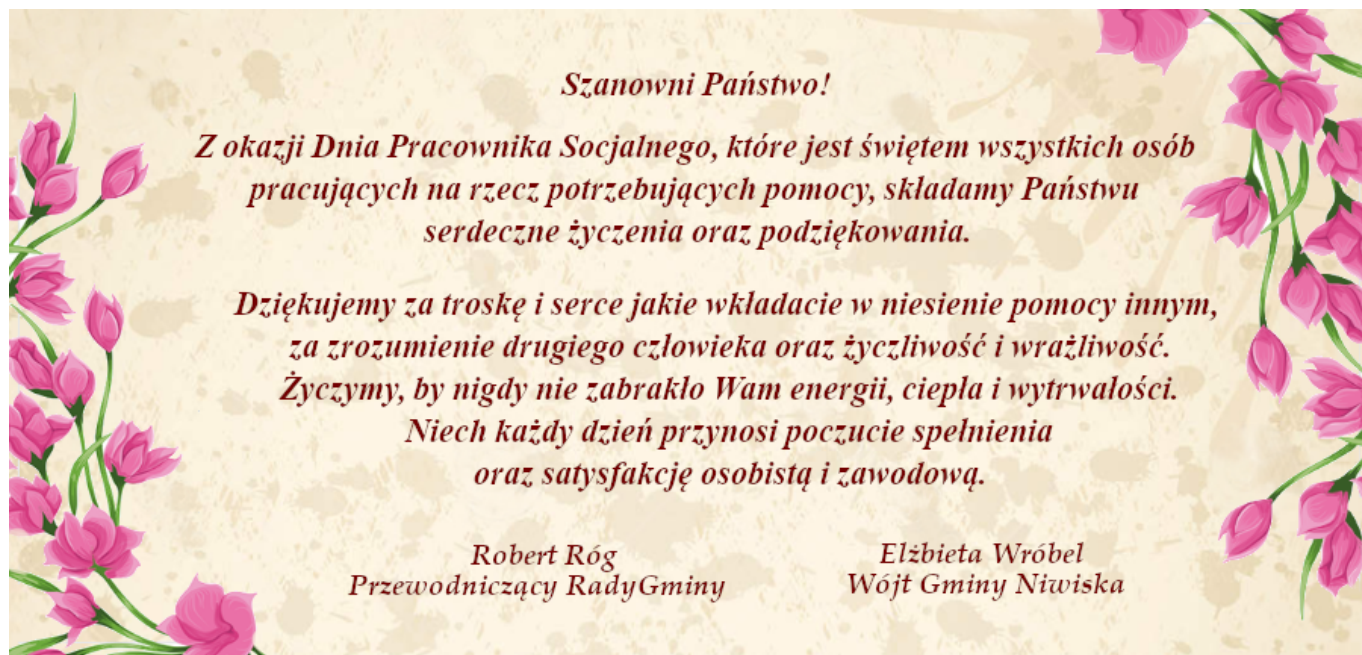 Szanowni Państwo!
Z okazji Dnia Pracownika Socjalnego, które jest świętem wszystkich osób
pracujących na rzecz potrzebujących pomocy, składamy Państwu
serdeczne życzenia oraz podziękowania.
Dziękujemy za troskę i serce jakie wkładacie w niesienie pomocy innym,
za zrozumienie drugiego człowieka oraz życzliwość i wrażliwość.
Życzymy, by nigdy nie zabrakło Wam energii, ciepła i wytrwałości.
Niech każdy dzień przynosi poczucie spełnienia
oraz satysfakcję osobistą i zawodową.
Robert Róg
Przewodniczący RadyGminy
Elżbieta Wróbel
Wójt Gminy Niwiska